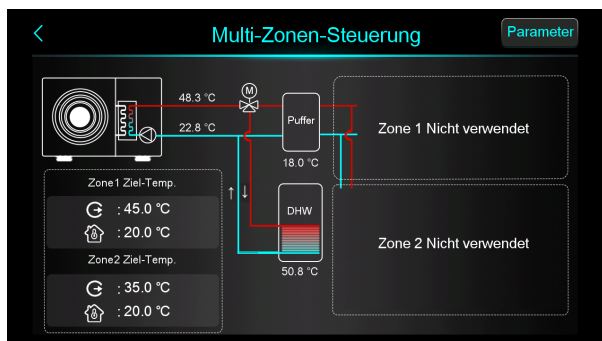 Multi-Zonen-Steuerung
Parameter
48.3 °C
M
22.8 °C
Puffer
18.0 °C
Zone 1 Nicht verwendet
Zone1 Ziel-Temp.
: 45.0 °C
: 20.0 °C
Zone2 Ziel-Temp.
: 35.0 °C
: 20.0 °C
DHW
50.8 °C
Zone 2 Nicht verwendet